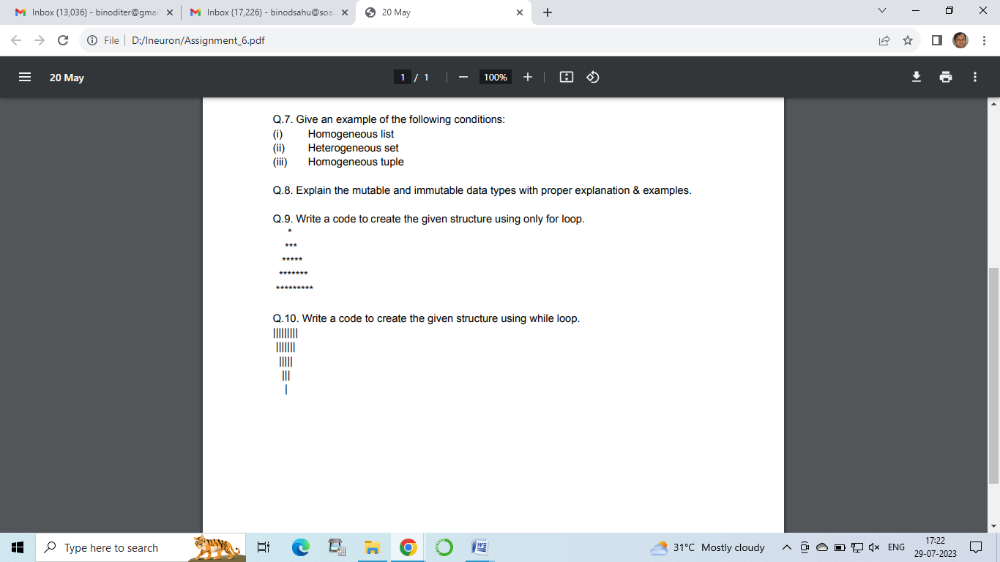 Inbox (13,036) - binoditer@gmai
Inbox (17,226) - binodsahu@soa.
20 May
File
D:/Ineuron/Assignment_6.pdf
20 May
1 / 1
100%
Q.7. Give an example of the following conditions:
(i) Homogeneous list
(ii) Heterogeneous set
(iii) Homogeneous tuple
Q.8. Explain the mutable and immutable data types with proper explanation & examples.
Q.9. Write a code to create the given structure using only for loop.
*
***
*****
*******
*********
Q.10. Write a code to create the given structure using while loop.
|||||||||
|||||||
|||||
|||
|
Type here to search
31°C Mostly cloudy
ENG
17:22
29-07-2023